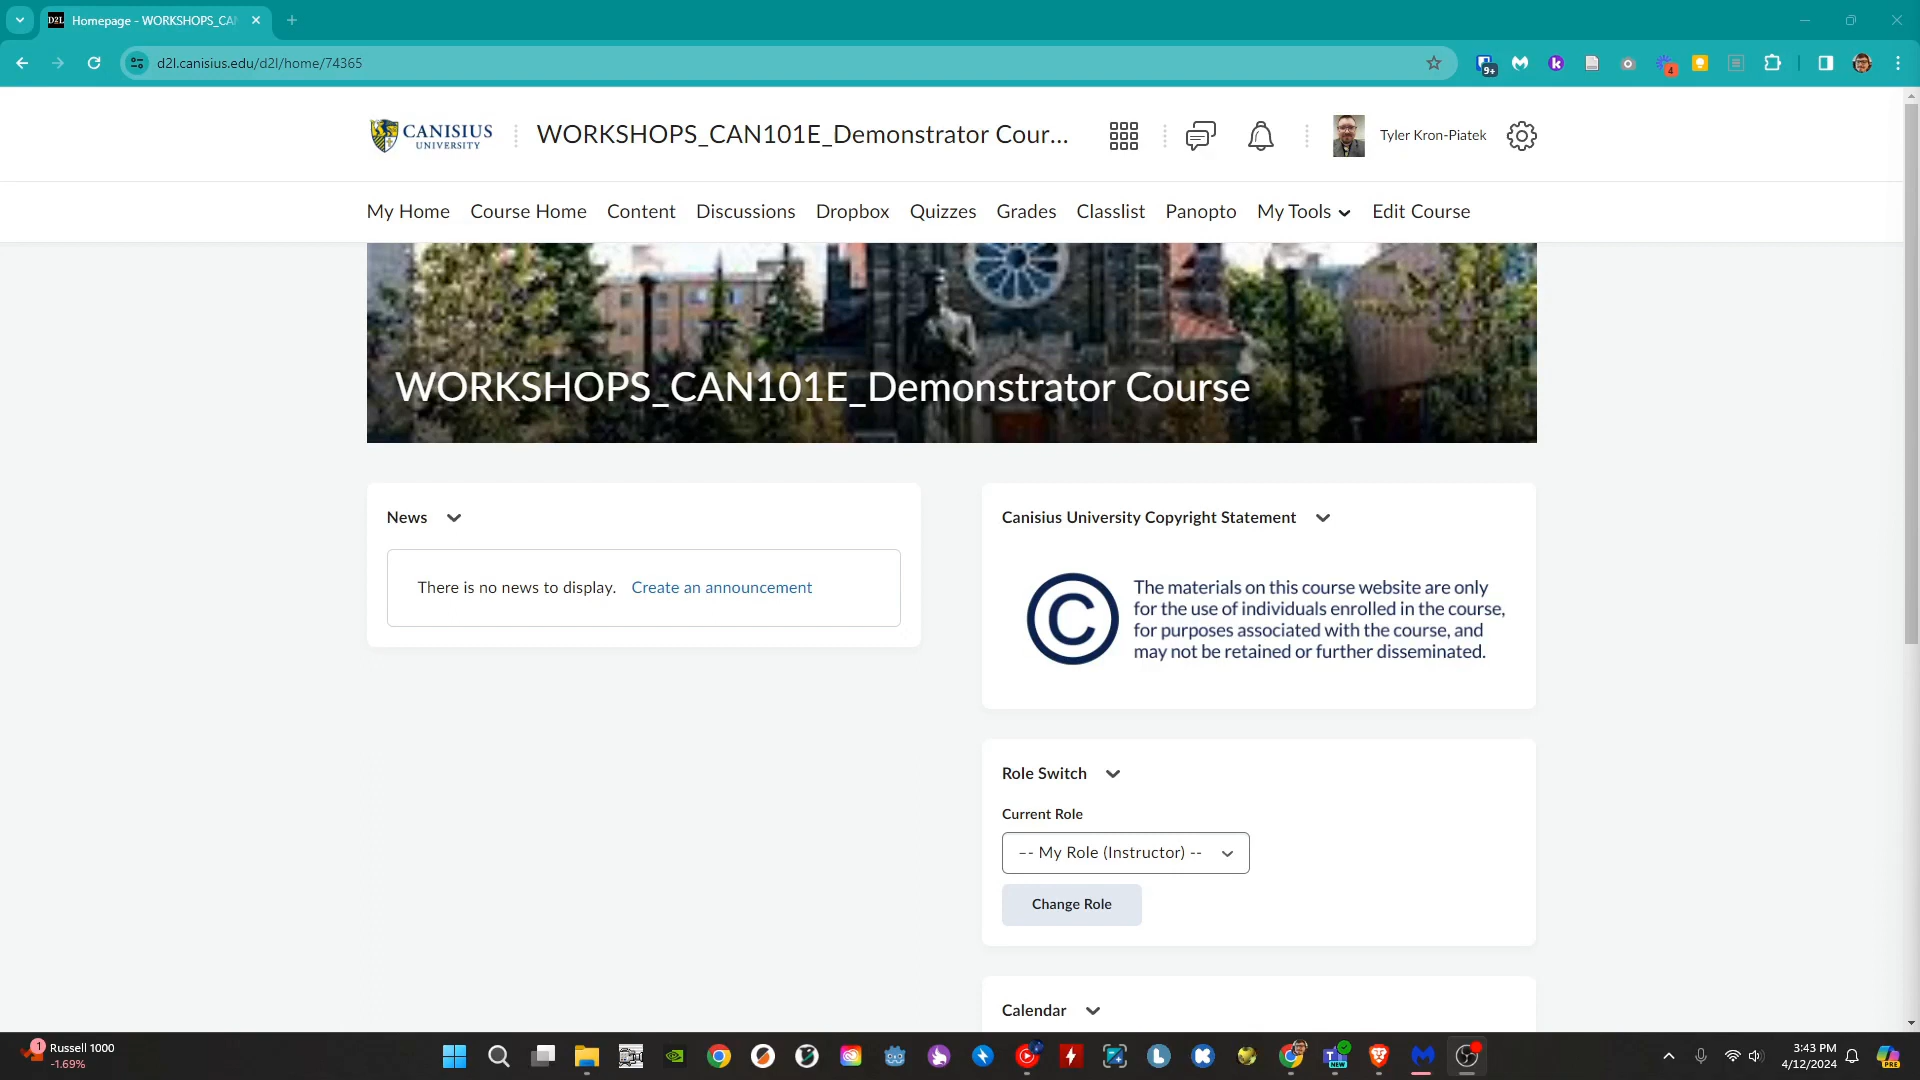 Homepage - WORKSHOPS_CA
d2l.canisius.edu/d2l/home/74365
9+
4
CANISIUS
UNIVERSITY
WORKSHOPS_CAN101E_Demonstrator Cour...
Tyler Kron-Piatek
My Home
Course Home
Content
Discussions
Dropbox
Quizzes
Grades
Classlist
Panopto
My Tools
Edit Course
WORKSHOPS_CAN101E_Demonstrator Course
News
There is no news to display. Create an announcement
Canisius University Copyright Statement
©
The materials on this course website are only
for the use of individuals enrolled in the course,
for purposes associated with the course, and
may not be retained or further disseminated.
Role Switch
Current Role
-- My Role (Instructor) --
Change Role
Calendar
1
Russell 1000
-1.69%
NEW
3:43 PM
4/12/2024
PRE